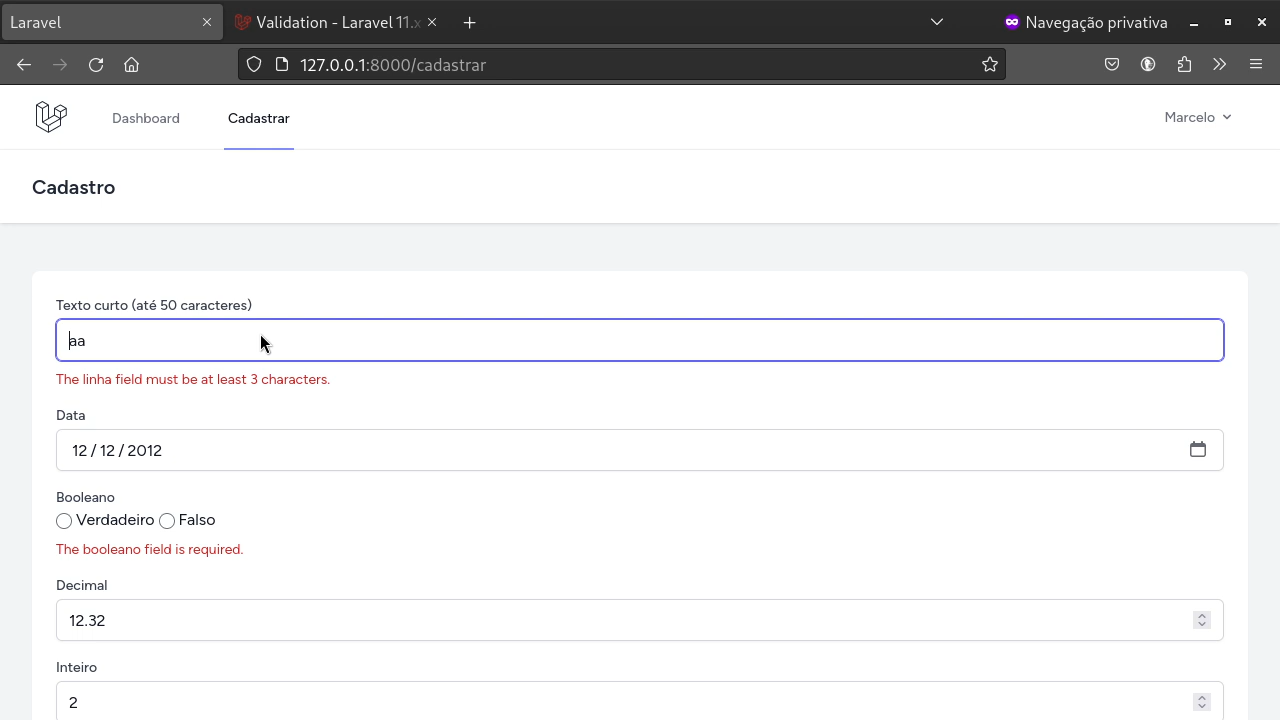 Laravel
Validation - Laravel 11.x
Navegação privativa
127.0.0.1:8000/cadastrar
Dashboard
Cadastrar
Marcelo
Cadastro
Texto curto (até 50 caracteres)
aa
The linha field must be at least 3 characters.
Data
12 / 12 / 2012
Booleano
Verdadeiro Falso
The booleano field is required.
Decimal
12.32
Inteiro
2